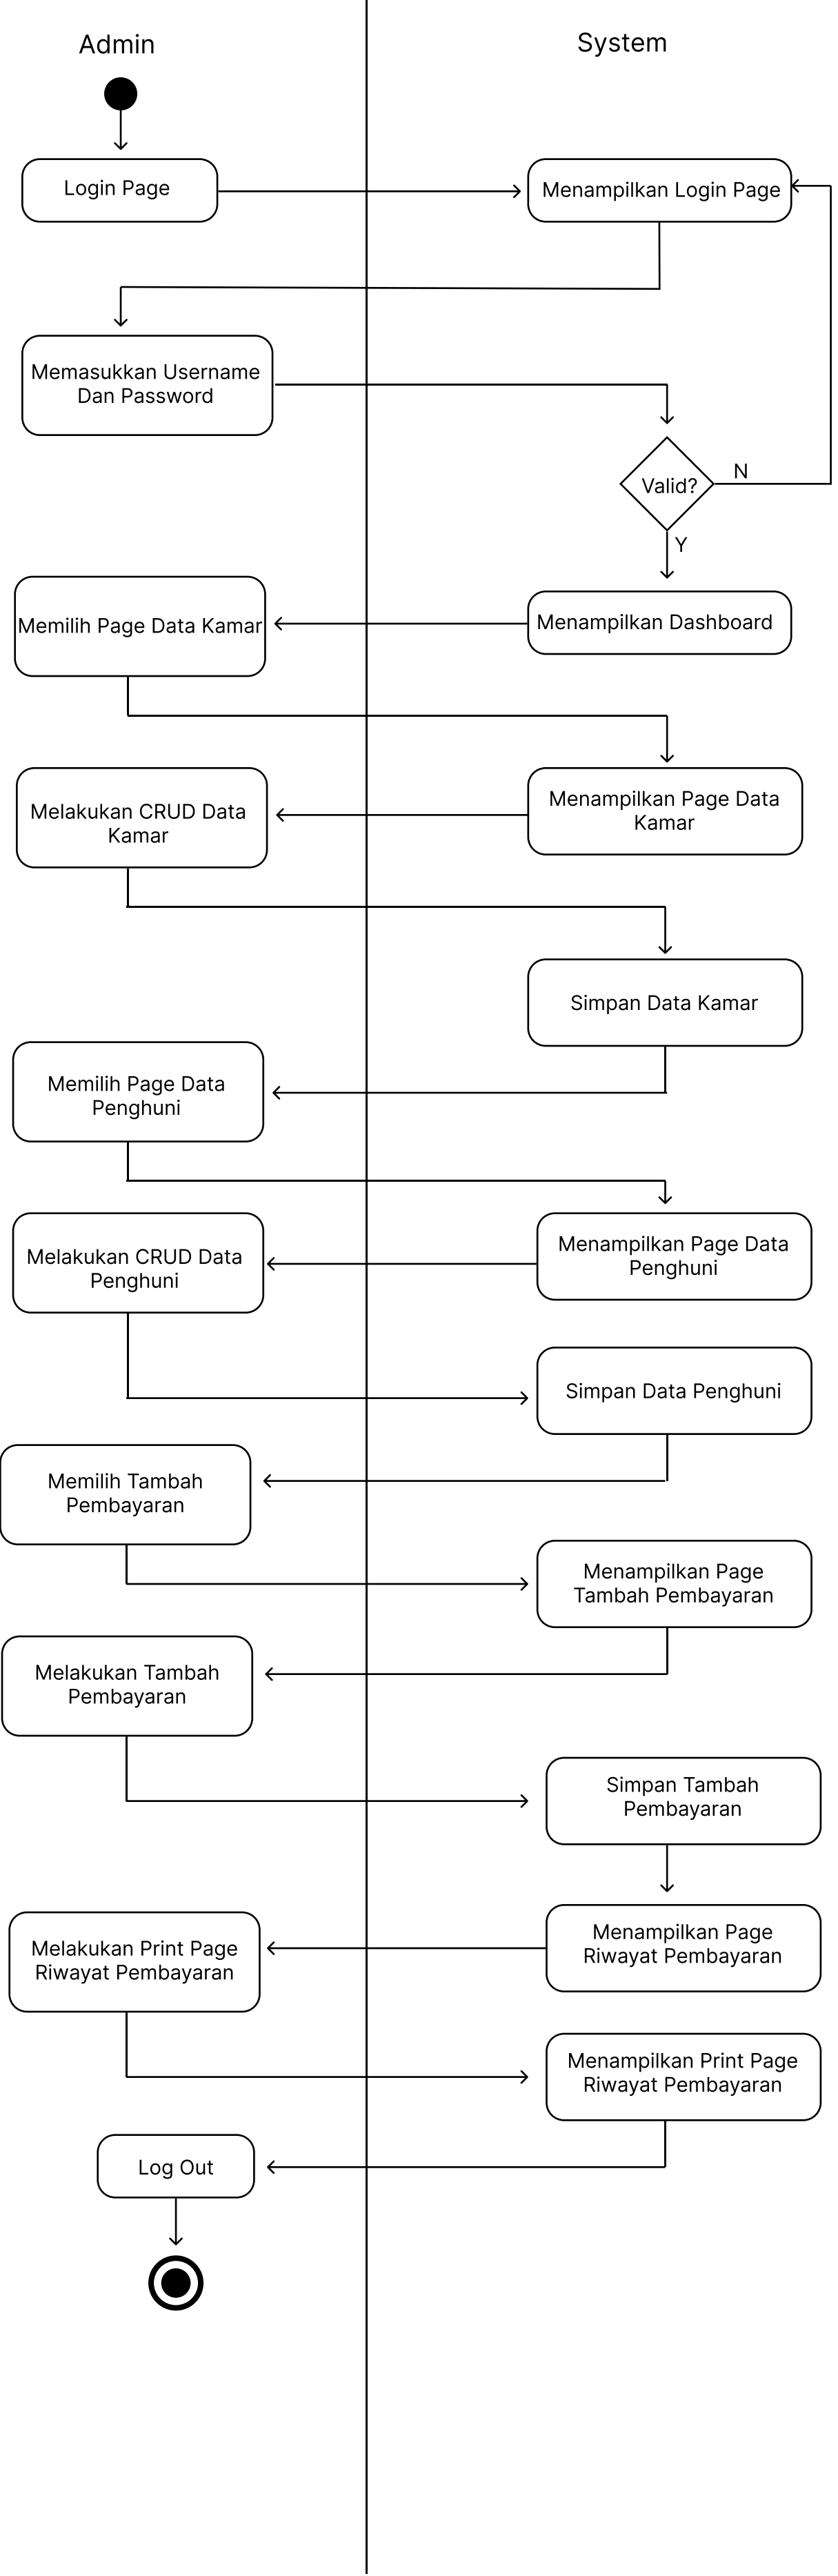 Admin
System
Login Page
Menampilkan Login Page
Memasukkan Username
Dan Password
Valid?
N
Y
Memilih Page Data Kamar
Menampilkan Dashboard
Melakukan CRUD Data
Kamar
Menampilkan Page Data
Kamar
Simpan Data Kamar
Memilih Page Data
Penghuni
Melakukan CRUD Data
Penghuni
Menampilkan Page Data
Penghuni
Simpan Data Penghuni
Memilih Tambah
Pembayaran
Menampilkan Page
Tambah Pembayaran
Melakukan Tambah
Pembayaran
Simpan Tambah
Pembayaran
Melakukan Print Page
Riwayat Pembayaran
Menampilkan Page
Riwayat Pembayaran
Menampilkan Print Page
Riwayat Pembayaran
Log Out